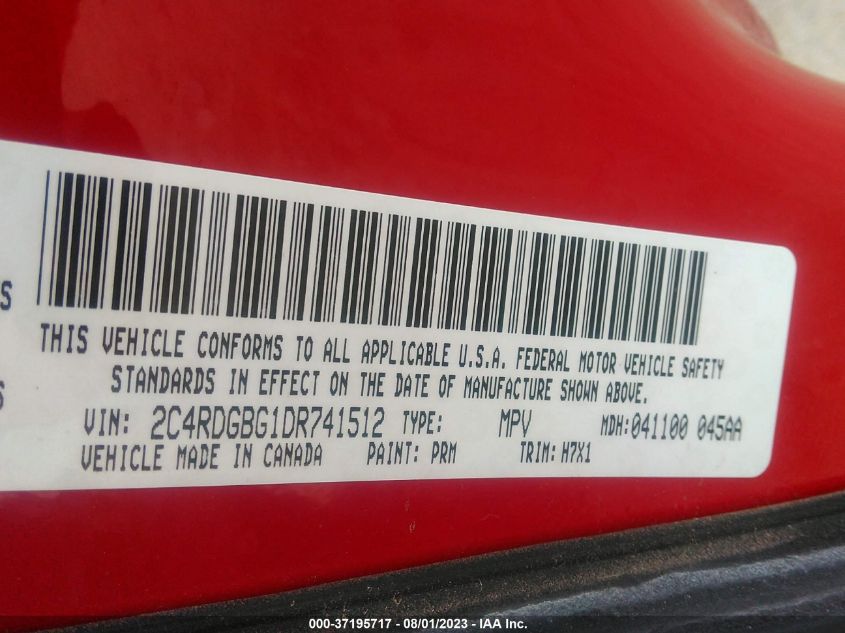 S
THIS VEHICLE CONFORMS TO ALL APPLICABLE U.S.A. FEDERAL MOTOR VEHICLE SAFETY
S
STANDARDS IN EFFECT ON THE DATE OF MANUFACTURE SHOWN ABOVE.
VIN: 2C4RDGBG1DR741512 TYPE: MPV MDH:041100 045AA
VEHICLE MADE IN CANADA PAINT: PRM TRIM: H7X1
000-37195717 - 08/01/2023 - IAA Inc.